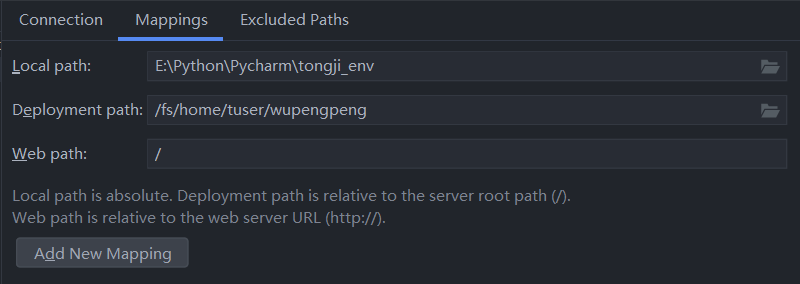 Connection Mappings Excluded Paths
Local path: E:\Python\Pycharm\tongji_env
Deployment path: /fs/home/tuser/wupengpeng
Web path: /
Local path is absolute. Deployment path is relative to the server root path (/).
Web path is relative to the web server URL (http://).
Add New Mapping